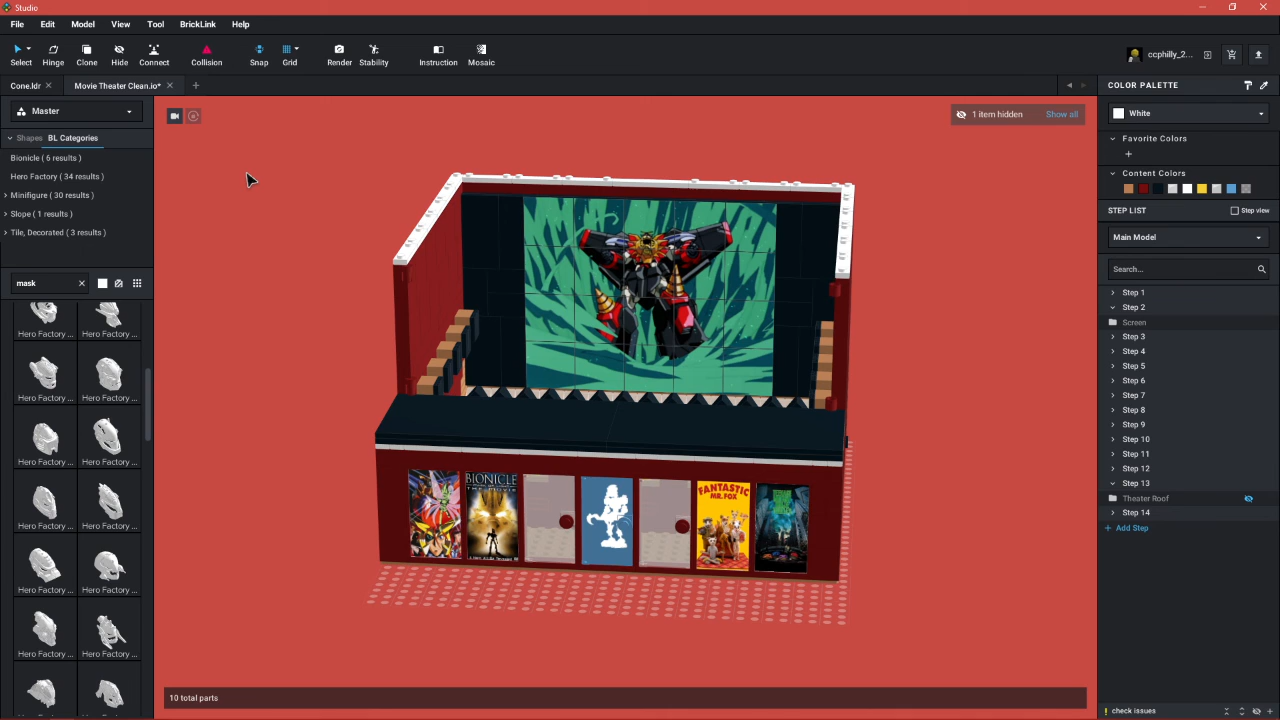 Studio
File Edit Model View Tool BrickLink Help
Select Hinge Clone Hide Connect Collision Snap Grid Render Stability Instruction Mosaic
ccphilly_2...
Cone.ldr
Movie Theater Clean.io*
Master
Shapes BL Categories
Bionicle ( 6 results )
Hero Factory ( 34 results )
Minifigure ( 30 results )
Slope ( 1 results )
Tile, Decorated ( 3 results )
mask
Hero Factory ... Hero Factory ...
Hero Factory ... Hero Factory ...
Hero Factory ... Hero Factory ...
Hero Factory ... Hero Factory ...
Hero Factory ... Hero Factory ...
Hero Factory ... Hero Factory ...
1 item hidden Show all
BIONICLE
THE MOVIE
FANTASTIC
MR. FOX
10 total parts
COLOR PALETTE
White
Favorite Colors
Content Colors
STEP LIST
Step view
Main Model
Search...
Step 1
Step 2
Screen
Step 3
Step 4
Step 5
Step 6
Step 7
Step 8
Step 9
Step 10
Step 11
Step 12
Step 13
Theater Roof
Step 14
+ Add Step
check issues